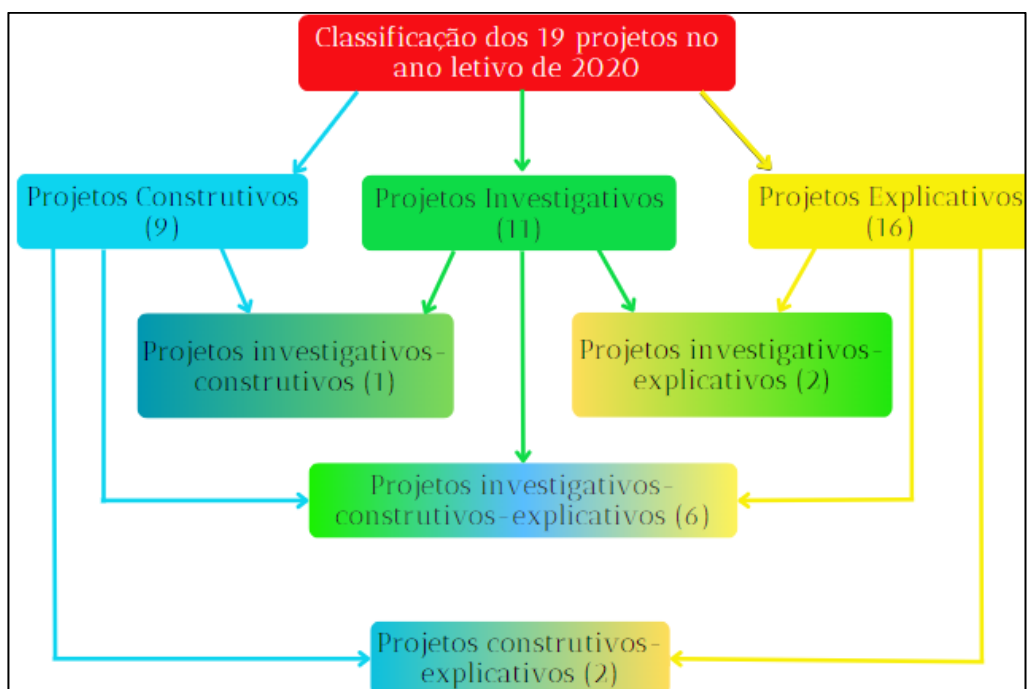 Classificação dos 19 projetos no
ano letivo de 2020
Projetos Construtivos
(9)
Projetos Investigativos
(11)
Projetos Explicativos
(16)
Projetos investigativos-
construtivos (1)
Projetos investigativos-
explicativos (2)
Projetos investigativos-
construtivos-explicativos (6)
Projetos construtivos-
explicativos (2)